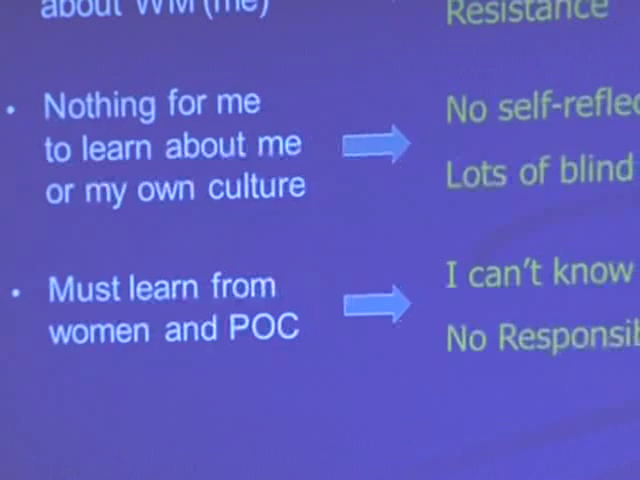 about WM (me)
Resistance
• Nothing for me
to learn about me
or my own culture
No self-reflec
Lots of blind
• Must learn from
women and POC
I can't know
No Responsib